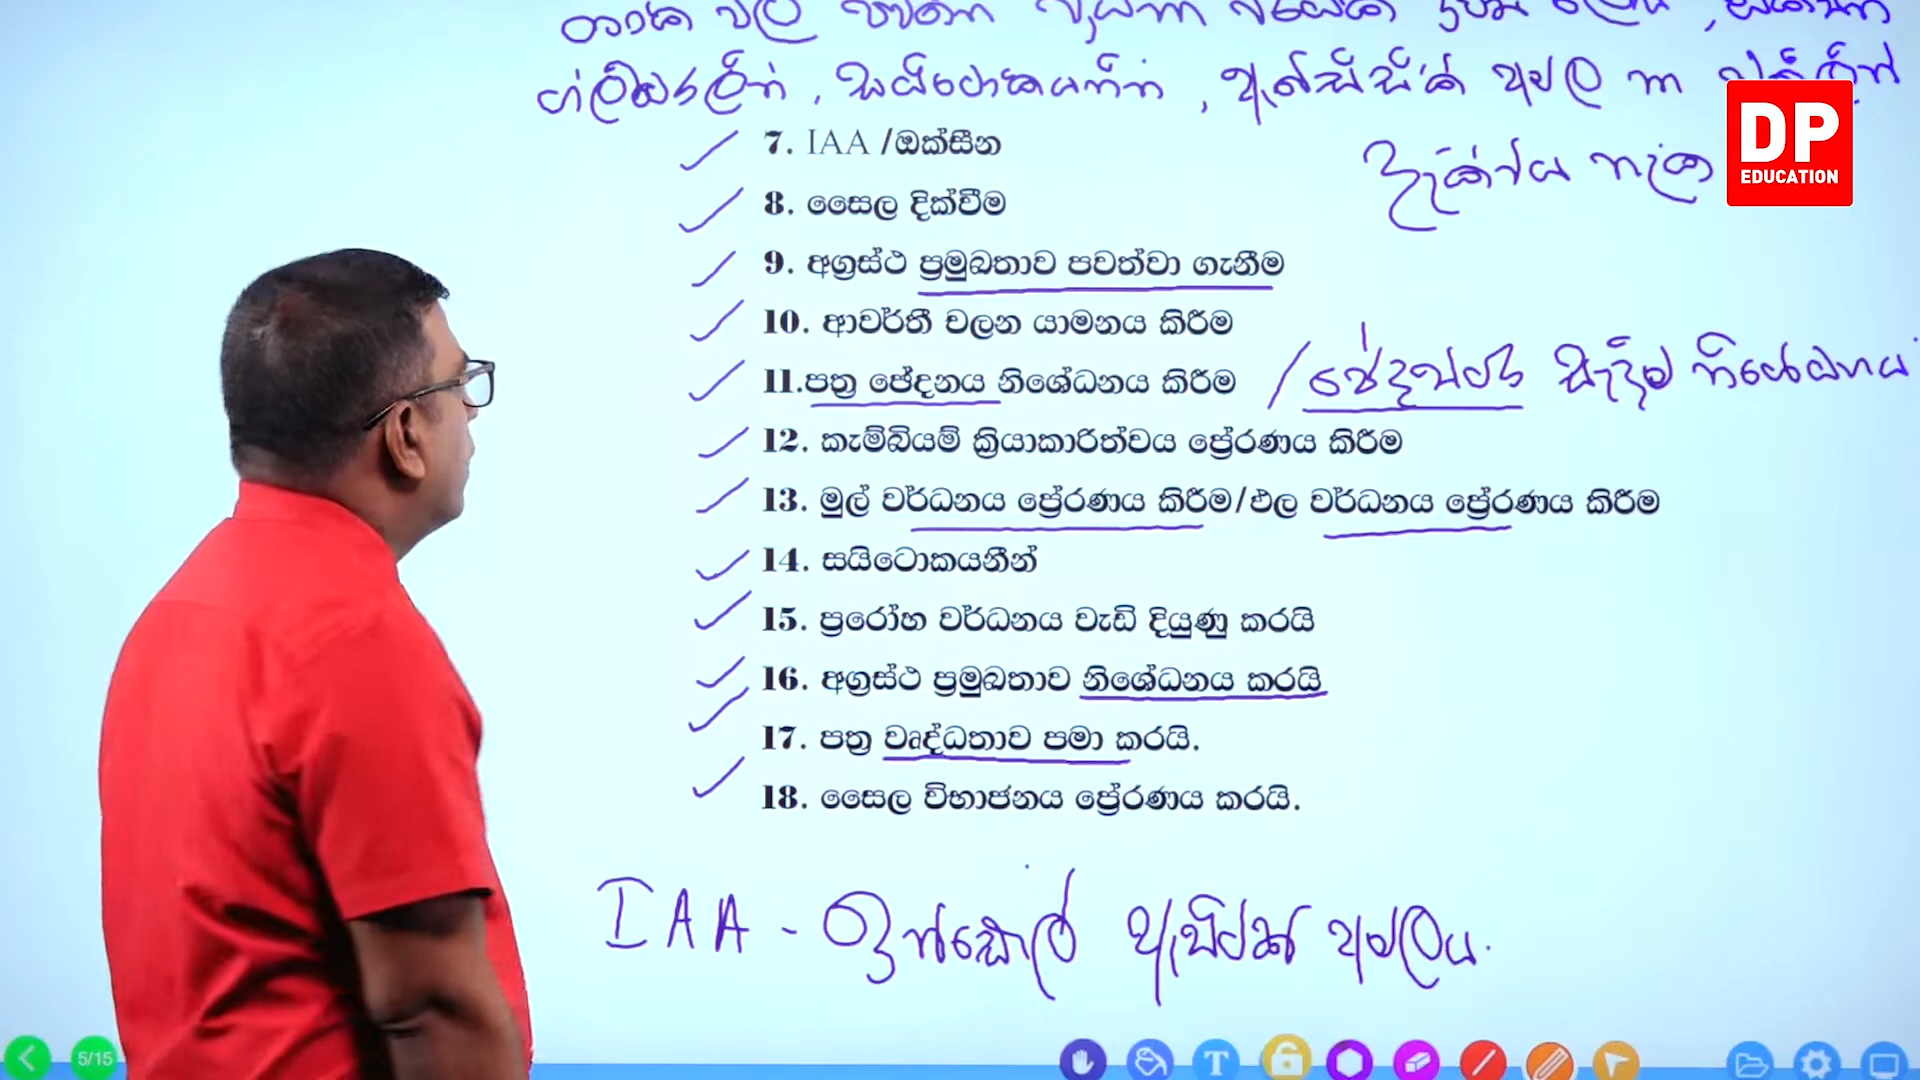 ග්ලිබරලින්, සයිටොකයනීන්, ඇබ්සිසික් අම්ල
7. IAA /ඔක්සීන
8. සෛල දික්වීම
9. අග්‍රස්ථ ප්‍රමුඛතාව පවත්වා ගැනීම
10. ආවර්තී චලන යාමනය කිරීම
11.පත්‍ර ඡේදනය නිශේධනය කිරීම / ඡේදස්ථර සෑදීම නිශේධනය
12. කැම්බියම් ක්‍රියාකාරිත්වය ප්‍රේරණය කිරීම
13. මුල් වර්ධනය ප්‍රේරණය කිරීම/ඵල වර්ධනය ප්‍රේරණය කිරීම
14. සයිටොකයනීන්
15. ප්‍රරෝහ වර්ධනය වැඩි දියුණු කරයි
16. අග්‍රස්ථ ප්‍රමුඛතාව නිශේධනය කරයි
17. පත්‍ර වෘද්ධතාව පමා කරයි.
18. සෛල විභාජනය ප්‍රේරණය කරයි.
IAA - ඉන්ඩෝල් ඇසිටික් අම්ලය.
DP
EDUCATION
5/15
T